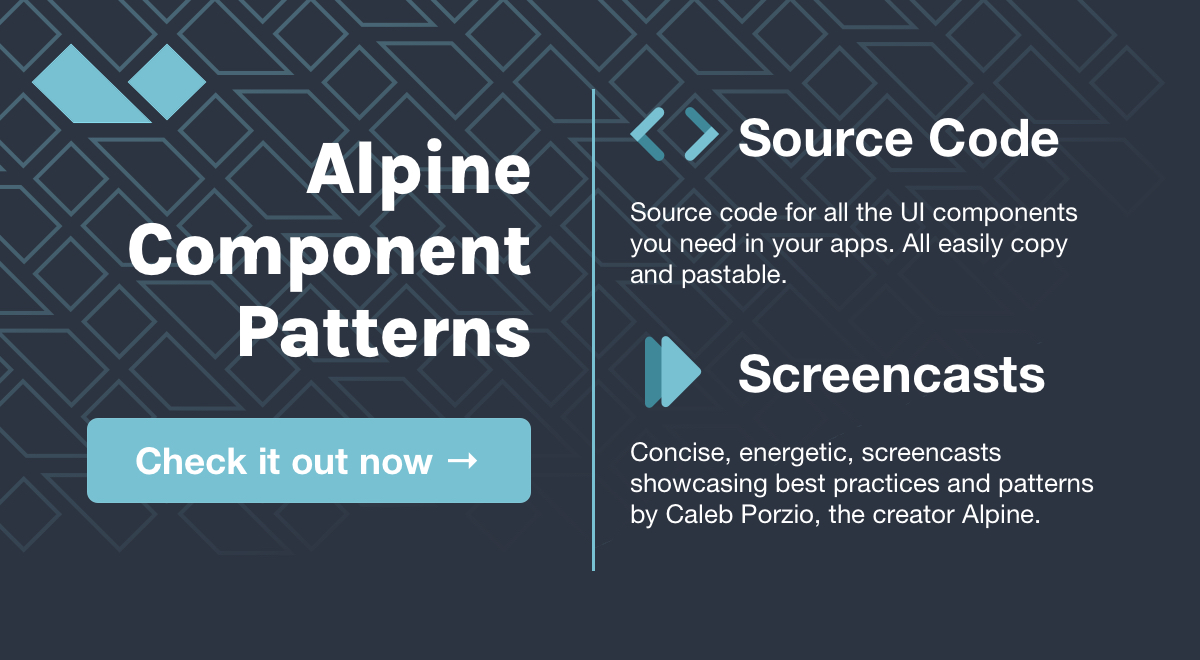 Alpine
Component
Patterns
Check it out now →
Source Code
Source code for all the UI components
you need in your apps. All easily copy
and pastable.
Screencasts
Concise, energetic, screencasts
showcasing best practices and patterns
by Caleb Porzio, the creator Alpine.